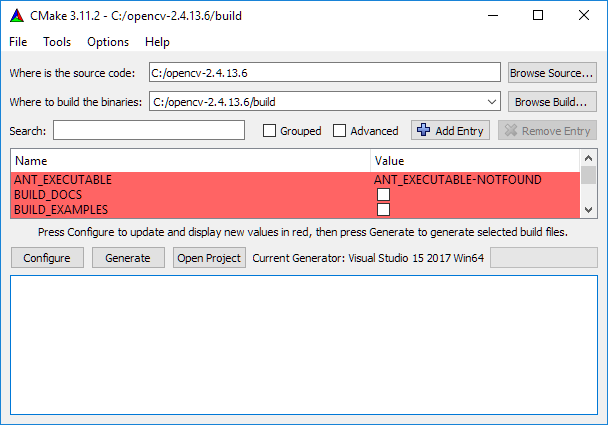 CMake 3.11.2 - C:/opencv-2.4.13.6/build
File Tools Options Help
Where is the source code: C:/opencv-2.4.13.6 Browse Source...
Where to build the binaries: C:/opencv-2.4.13.6/build Browse Build...
Search: Grouped Advanced Add Entry Remove Entry
Name Value
ANT_EXECUTABLE ANT_EXECUTABLE-NOTFOUND
BUILD_DOCS
BUILD_EXAMPLES
Press Configure to update and display new values in red, then press Generate to generate selected build files.
Configure Generate Open Project Current Generator: Visual Studio 15 2017 Win64